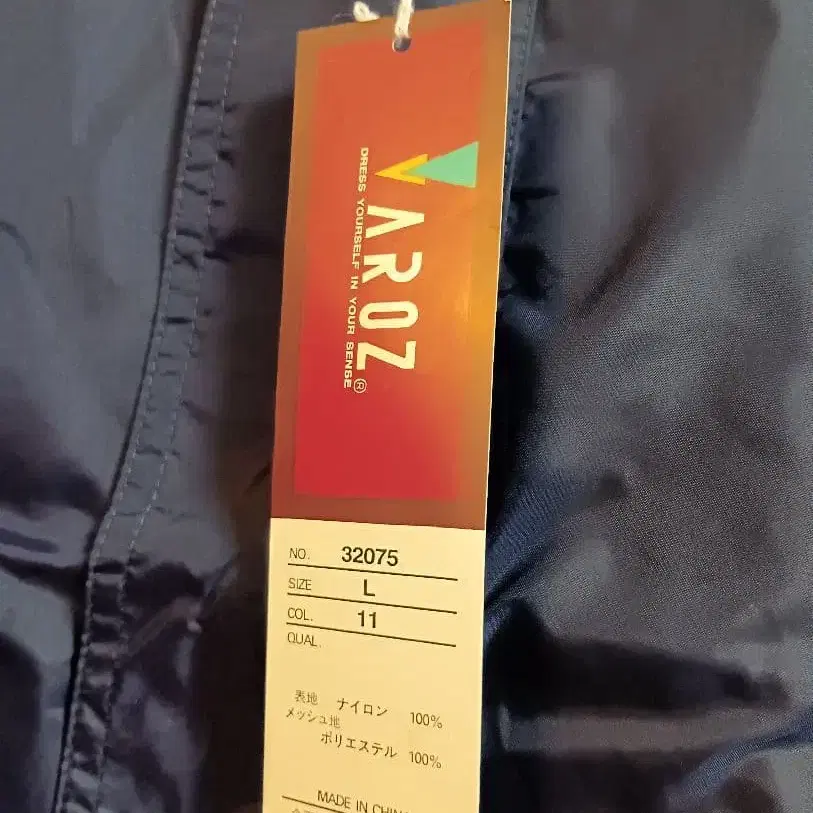 VAROZ®
DRESS YOURSELF IN YOUR SENSE
NO. 32075
SIZE L
COL. 11
QUAL.
表地 ナイロン 100%
メッシュ地
ポリエステル 100%
MADE IN CHINA